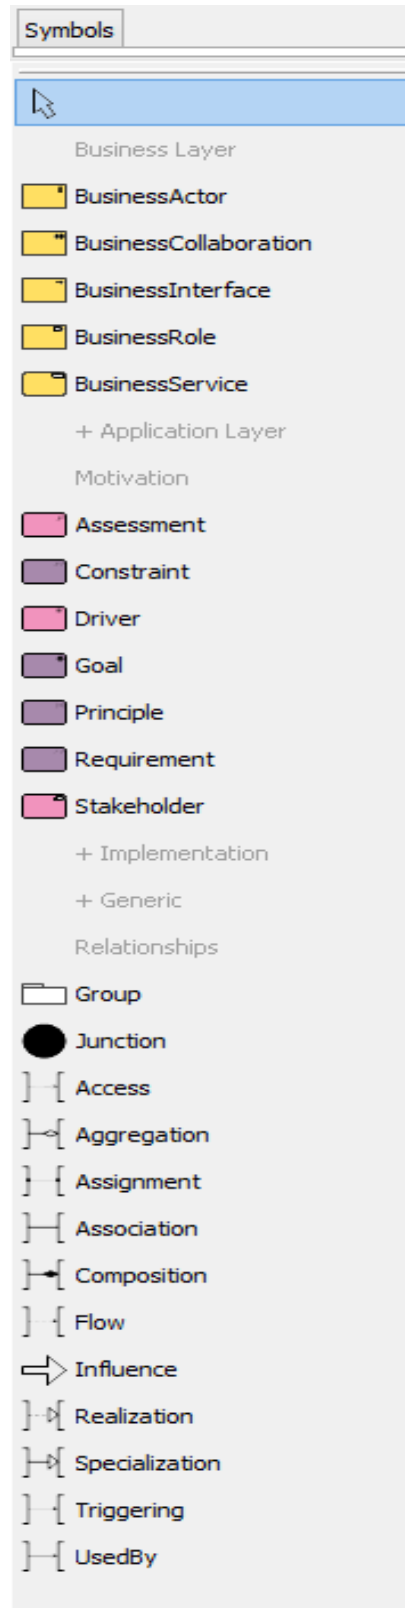 Symbols
Business Layer
BusinessActor
BusinessCollaboration
BusinessInterface
BusinessRole
BusinessService
+ Application Layer
Motivation
Assessment
Constraint
Driver
Goal
Principle
Requirement
Stakeholder
+ Implementation
+ Generic
Relationships
Group
Junction
Access
Aggregation
Assignment
Association
Composition
Flow
Influence
Realization
Specialization
Triggering
UsedBy